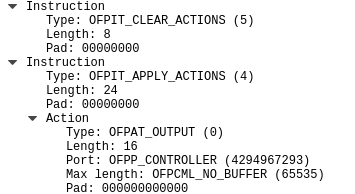 Instruction
Type: OFPIT_CLEAR_ACTIONS (5)
Length: 8
Pad: 00000000
Instruction
Type: OFPIT_APPLY_ACTIONS (4)
Length: 24
Pad: 00000000
Action
Type: OFPAT_OUTPUT (0)
Length: 16
Port: OFPP_CONTROLLER (4294967293)
Max length: OFPCML_NO_BUFFER (65535)
Pad: 000000000000